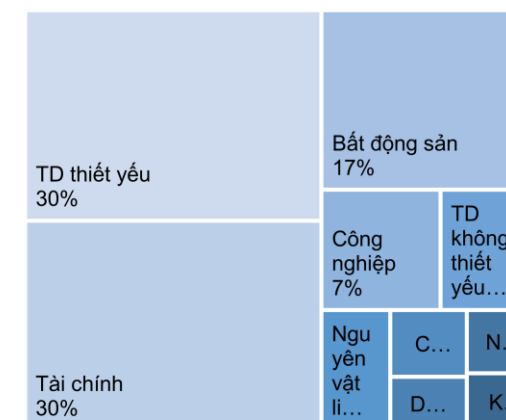 TD thiết yếu
30%
Bất động sản
17%
Công
nghiệp
7%
TD
không
thiết
yếu…
Tài chính
30%
Ngu
yên
vật
li…
C…
N.
D…
K.